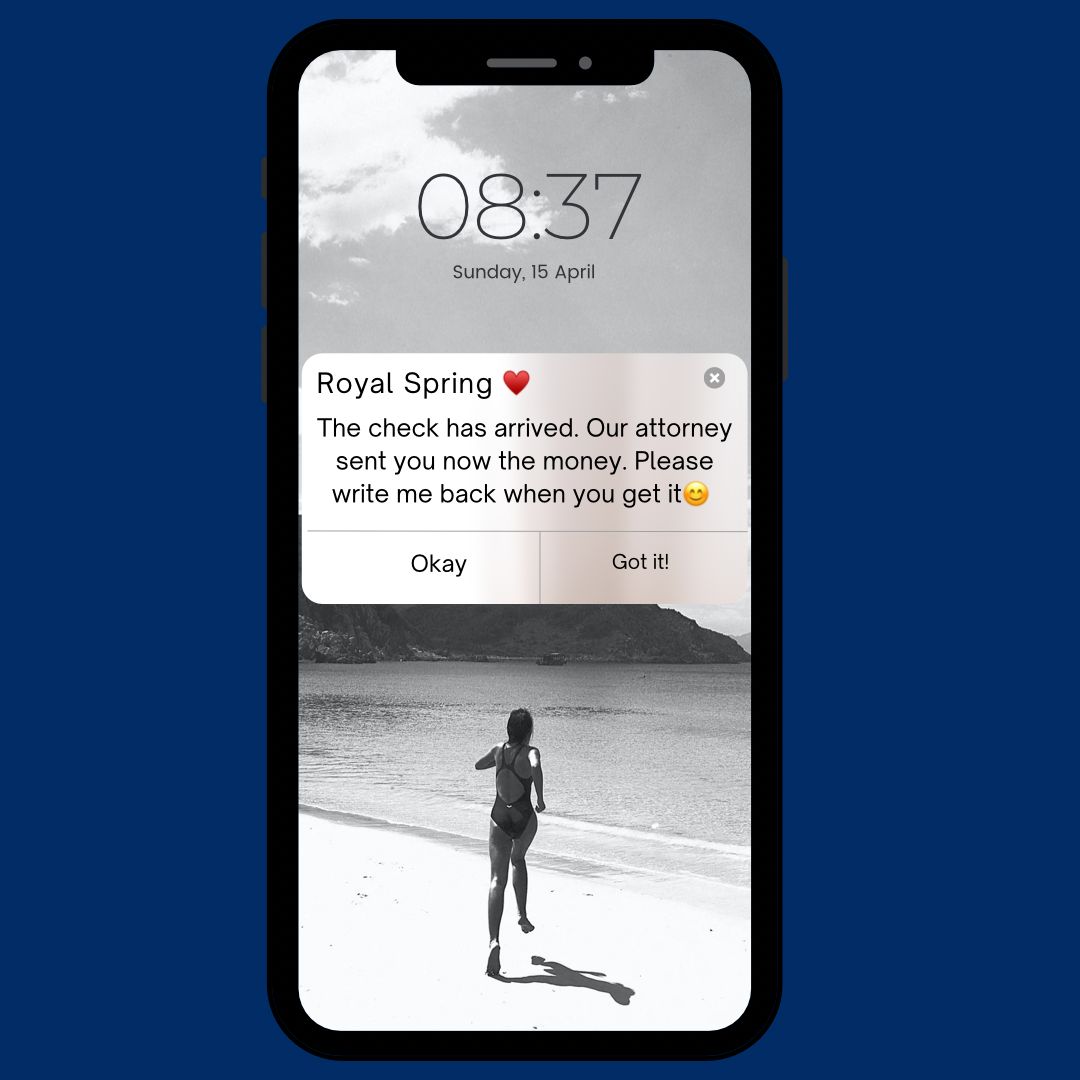 08:37
Sunday, 15 April
Royal Spring ♥️
The check has arrived. Our attorney
sent you now the money. Please
write me back when you get it😊
Okay
Got it!